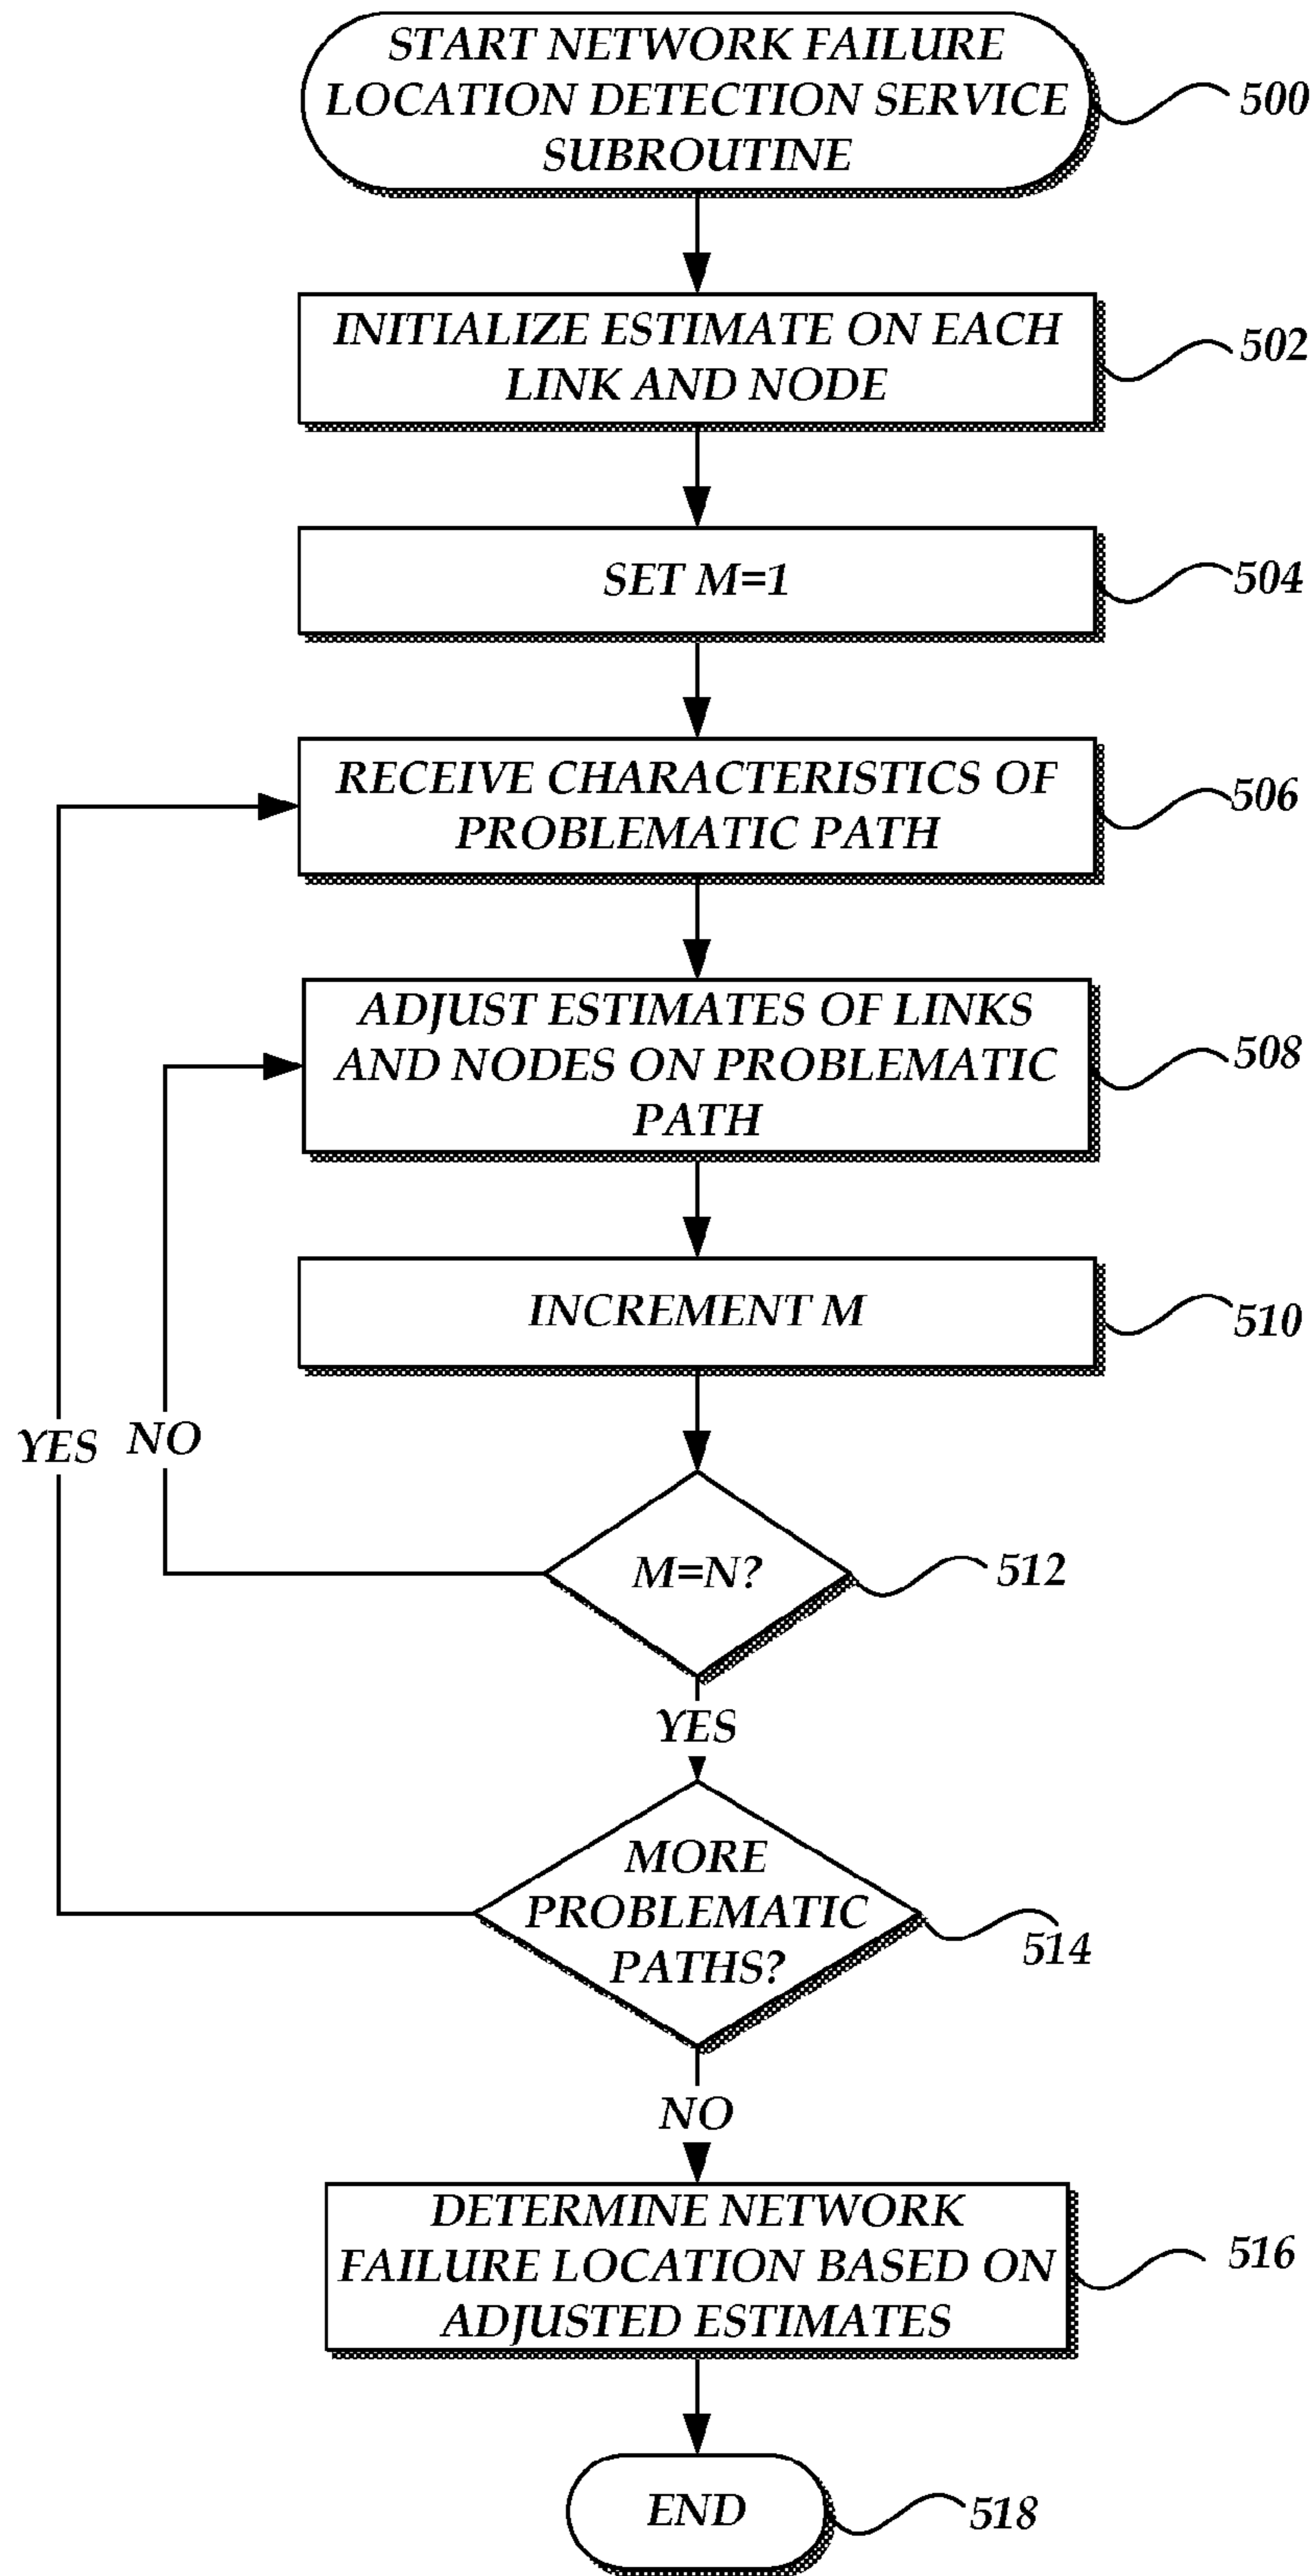 START NETWORK FAILURE
LOCATION DETECTION SERVICE
SUBROUTINE
500
INITIALIZE ESTIMATE ON EACH
LINK AND NODE
502
SET M=1
504
RECEIVE CHARACTERISTICS OF
PROBLEMATIC PATH
506
ADJUST ESTIMATES OF LINKS
AND NODES ON PROBLEMATIC
PATH
508
INCREMENT M
510
YES
NO
M=N?
512
YES
MORE
PROBLEMATIC
PATHS?
514
NO
DETERMINE NETWORK
FAILURE LOCATION BASED ON
ADJUSTED ESTIMATES
516
END
518